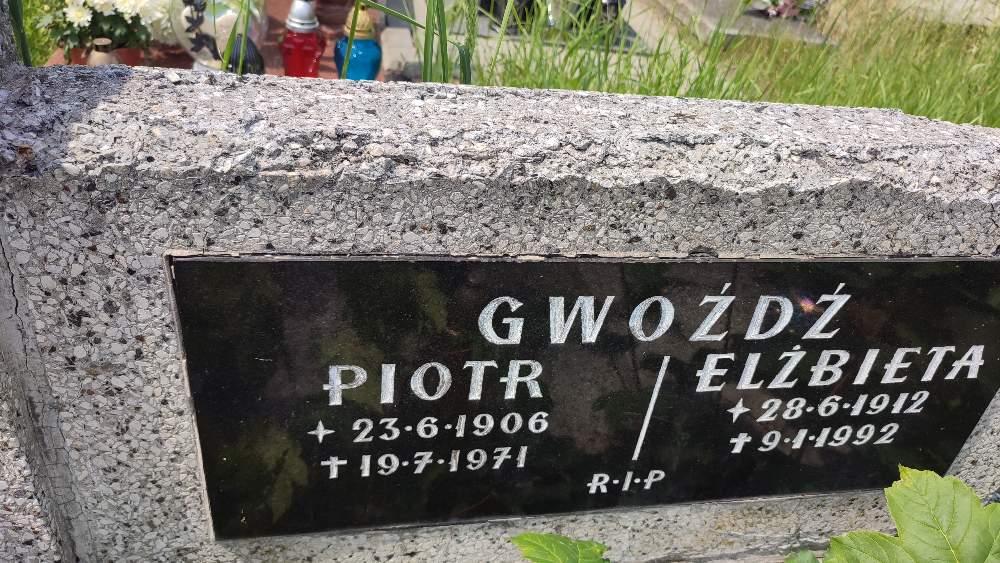 GWOŹDŹ
PIOTR
✦ 23·6·1906
✝ 19·7·1971
ELŻBIETA
✦ 28·6·1912
✝ 9·1·1992
R·I·P